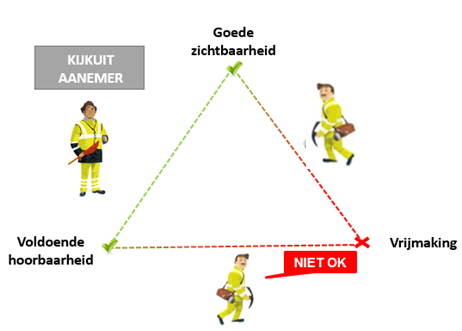 Goede
zichtbaarheid
KIJKUIT
AANEMER
Voldoende
hoorbaarheid
Vrijmaking
NIET OK